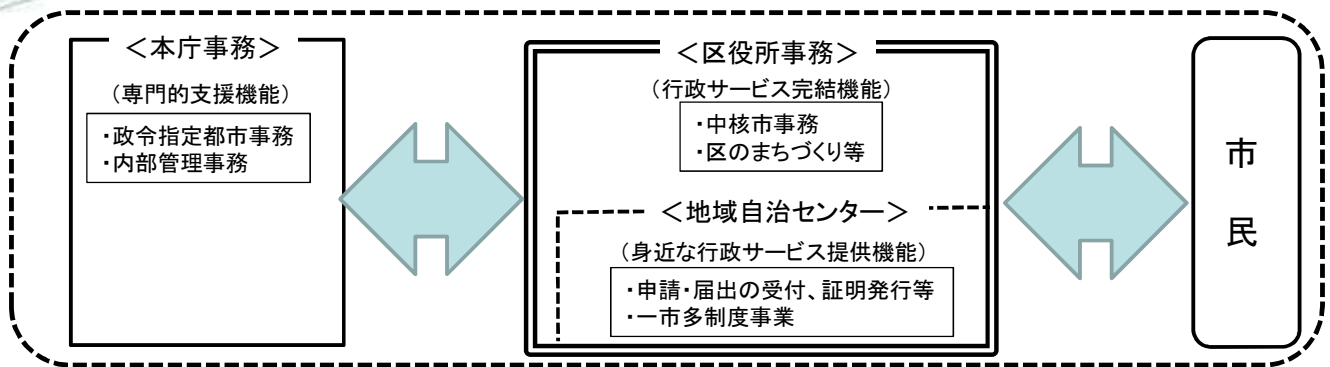 ＜本庁事務＞
（専門的支援機能）
・政令指定都市事務
・内部管理事務
＜区役所事務＞
（行政サービス完結機能）
・中核市事務
・区のまちづくり等
＜地域自治センター＞
（身近な行政サービス提供機能）
・申請・届出の受付、証明発行等
・一市多制度事業
市
民